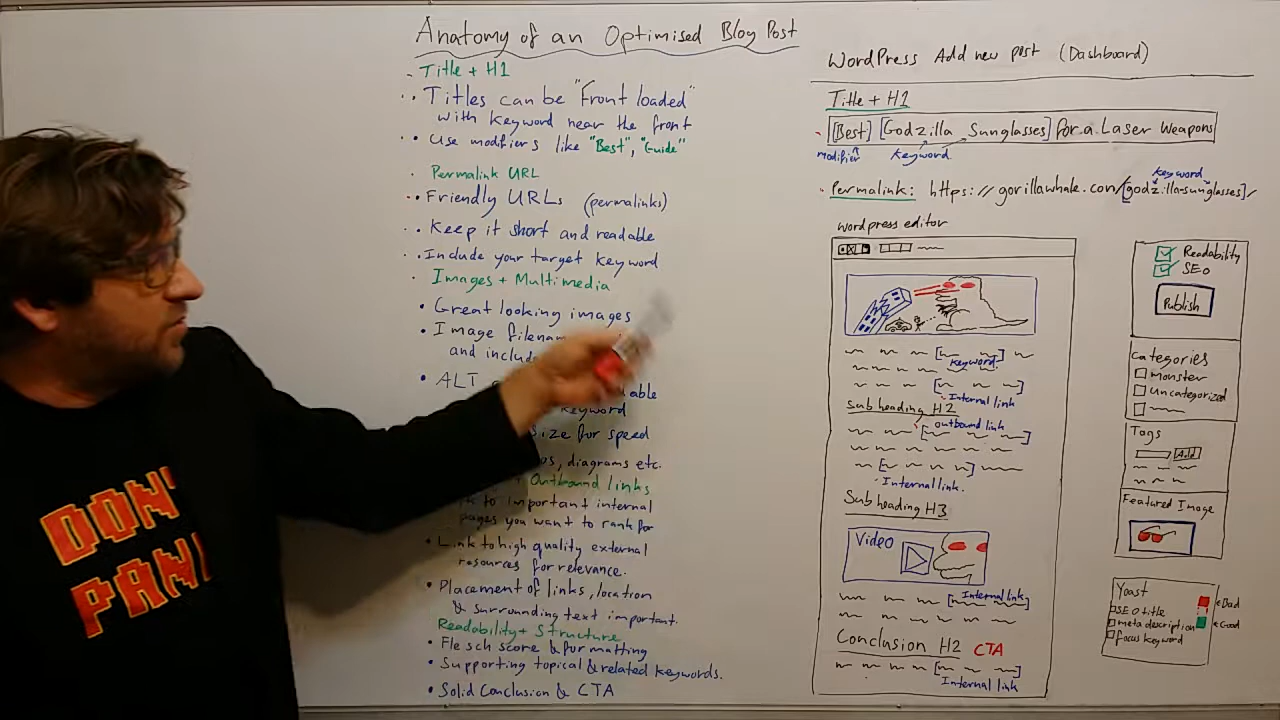 Anatomy of an Optimised Blog Post
Title + H1
Titles can be "Front loaded"
with keyword near the front
Use modifiers like "Best", "Guide"
Permalink URL
Friendly URLs (permalinks)
Keep it short and readable
Include your target keyword
Images + Multimedia
Great looking images
Image filenam
and includ
ALT
keyword
size for speed
os, diagrams etc.
+ Outbound links
to important internal
pages you want to rank for
Link to high quality external
resources for relevance.
Placement of links, location
& surrounding text important.
Readability + Structure
Flesch score & formatting
Supporting topical & related keywords.
Solid Conclusion & CTA
WordPress Add new post (Dashboard)
Title + H1
[Best] [Godzilla Sunglasses] for a Laser Weapons
modifier keyword
keyword
Permalink: https://gorillawhale.com/[godzilla-sunglasses]/
wordpress editor
keyword
Internal link
Sub heading H2
outbound link
Internal link.
Sub heading H3
Video
Internal link
Conclusion H2 CTA
Internal link
Readability
SEO
Publish
Categories
Monster
Uncategorized
Tags
Add
Featured Image
Yoast
SEO title
meta description
focus keyword
Bad
Good
DON'T
PANI